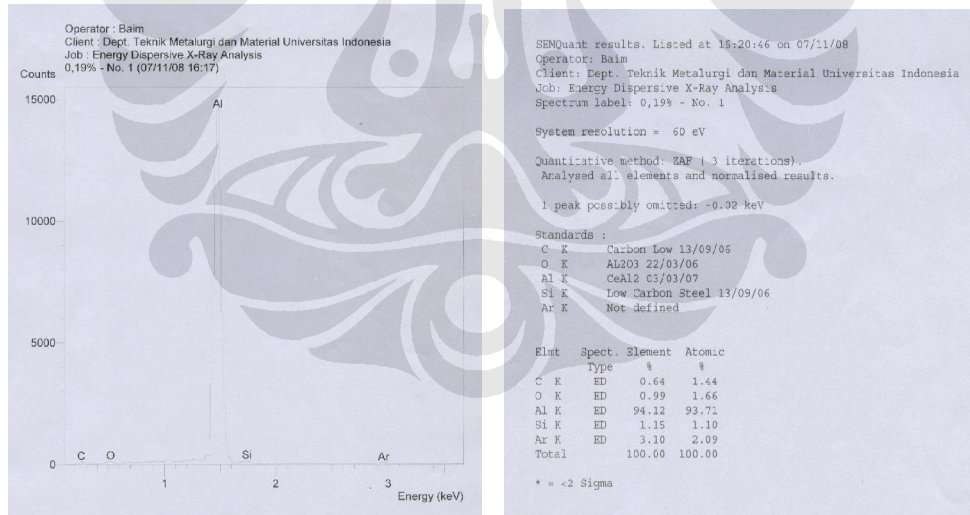 Operator : Baim
Client : Dept. Teknik Metalurgi dan Material Universitas Indonesia
Job : Energy Dispersive X-Ray Analysis
0,19% - No. 1 (07/11/08 16:17)
Counts
15000
Al
10000
5000
C O Si Ar
0
1 2 3
Energy (keV)
SEMQuant results. Listed at 16:20:46 on 07/11/08
Operator: Baim
Client: Dept. Teknik Metalurgi dan Material Universitas Indonesia
Job: Energy Dispersive X-Ray Analysis
Spectrum label: 0,19% - No. 1
System resolution = 60 eV
Quantitative method: ZAF ( 3 iterations).
Analysed all elements and normalised results.
1 peak possibly omitted: -0.02 keV
Standards :
C K Carbon Low 13/09/06
O K AL2O3 22/03/06
Al K CeAl2 03/03/07
Si K Low Carbon Steel 13/09/06
Ar K Not defined
Elmt Spect. Element Atomic
Type % %
C K ED 0.64 1.44
O K ED 0.99 1.66
Al K ED 94.12 93.71
Si K ED 1.15 1.10
Ar K ED 3.10 2.09
Total 100.00 100.00
* = <2 Sigma